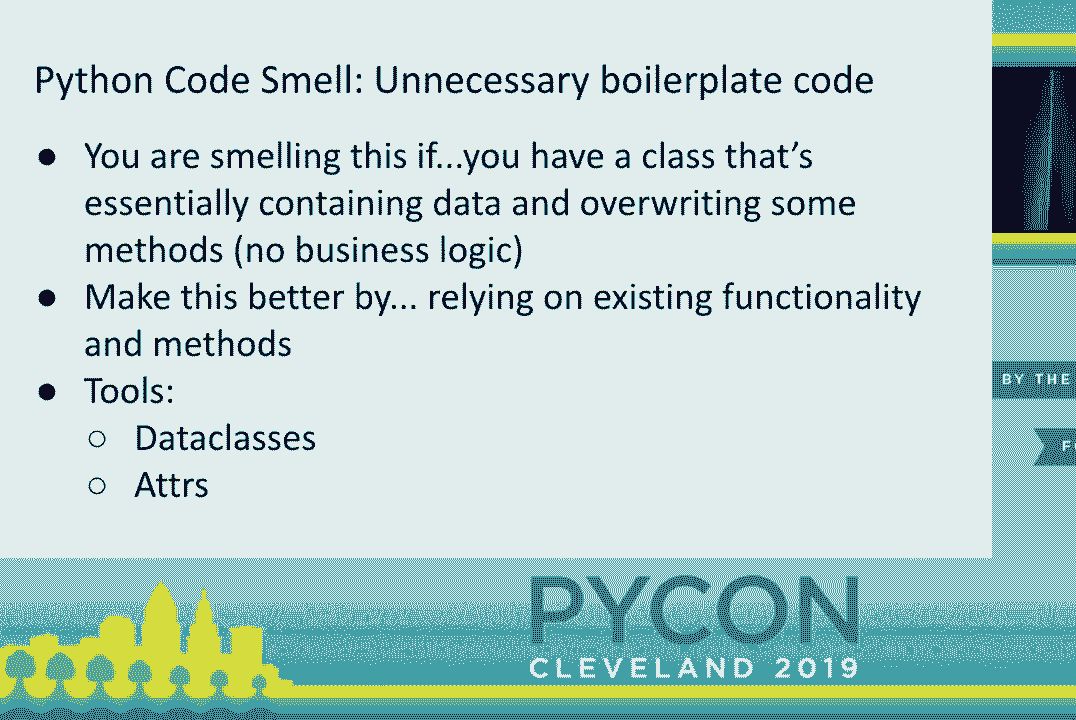 Python Code Smell: Unnecessary boilerplate code
● You are smelling this if...you have a class that’s
essentially containing data and overwriting some
methods (no business logic)
● Make this better by... relying on existing functionality
and methods
● Tools:
○ Dataclasses
○ Attrs
BY THE
PYCON
CLEVELAND 2019